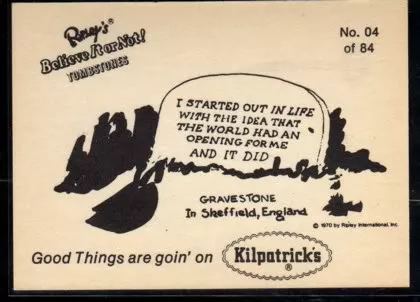 Ripley's®
Believe It or Not!
TOMBSTONES
No. 04
of 84
I STARTED OUT IN LIFE
WITH THE IDEA THAT
THE WORLD HAD AN
OPENING FOR ME
AND IT DID
GRAVESTONE
In Sheffield, England
© 1970 by Ripley International, Inc.
Good Things are goin' on Kilpatrick's®